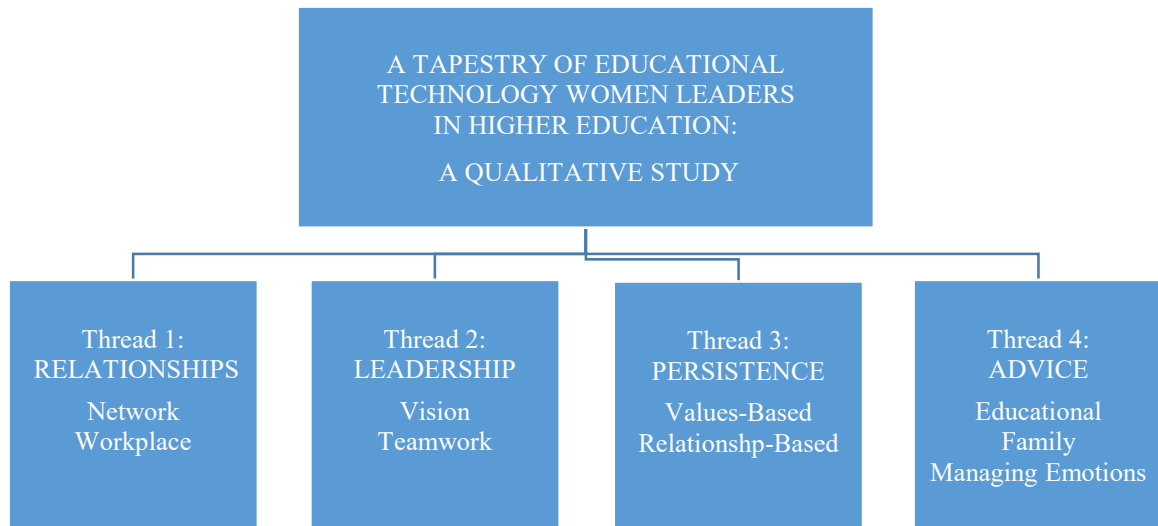 A TAPESTRY OF EDUCATIONAL
TECHNOLOGY WOMEN LEADERS
IN HIGHER EDUCATION:
A QUALITATIVE STUDY
Thread 1:
RELATIONSHIPS
Network
Workplace
Thread 2:
LEADERSHIP
Vision
Teamwork
Thread 3:
PERSISTENCE
Values-Based
Relationshp-Based
Thread 4:
ADVICE
Educational
Family
Managing Emotions